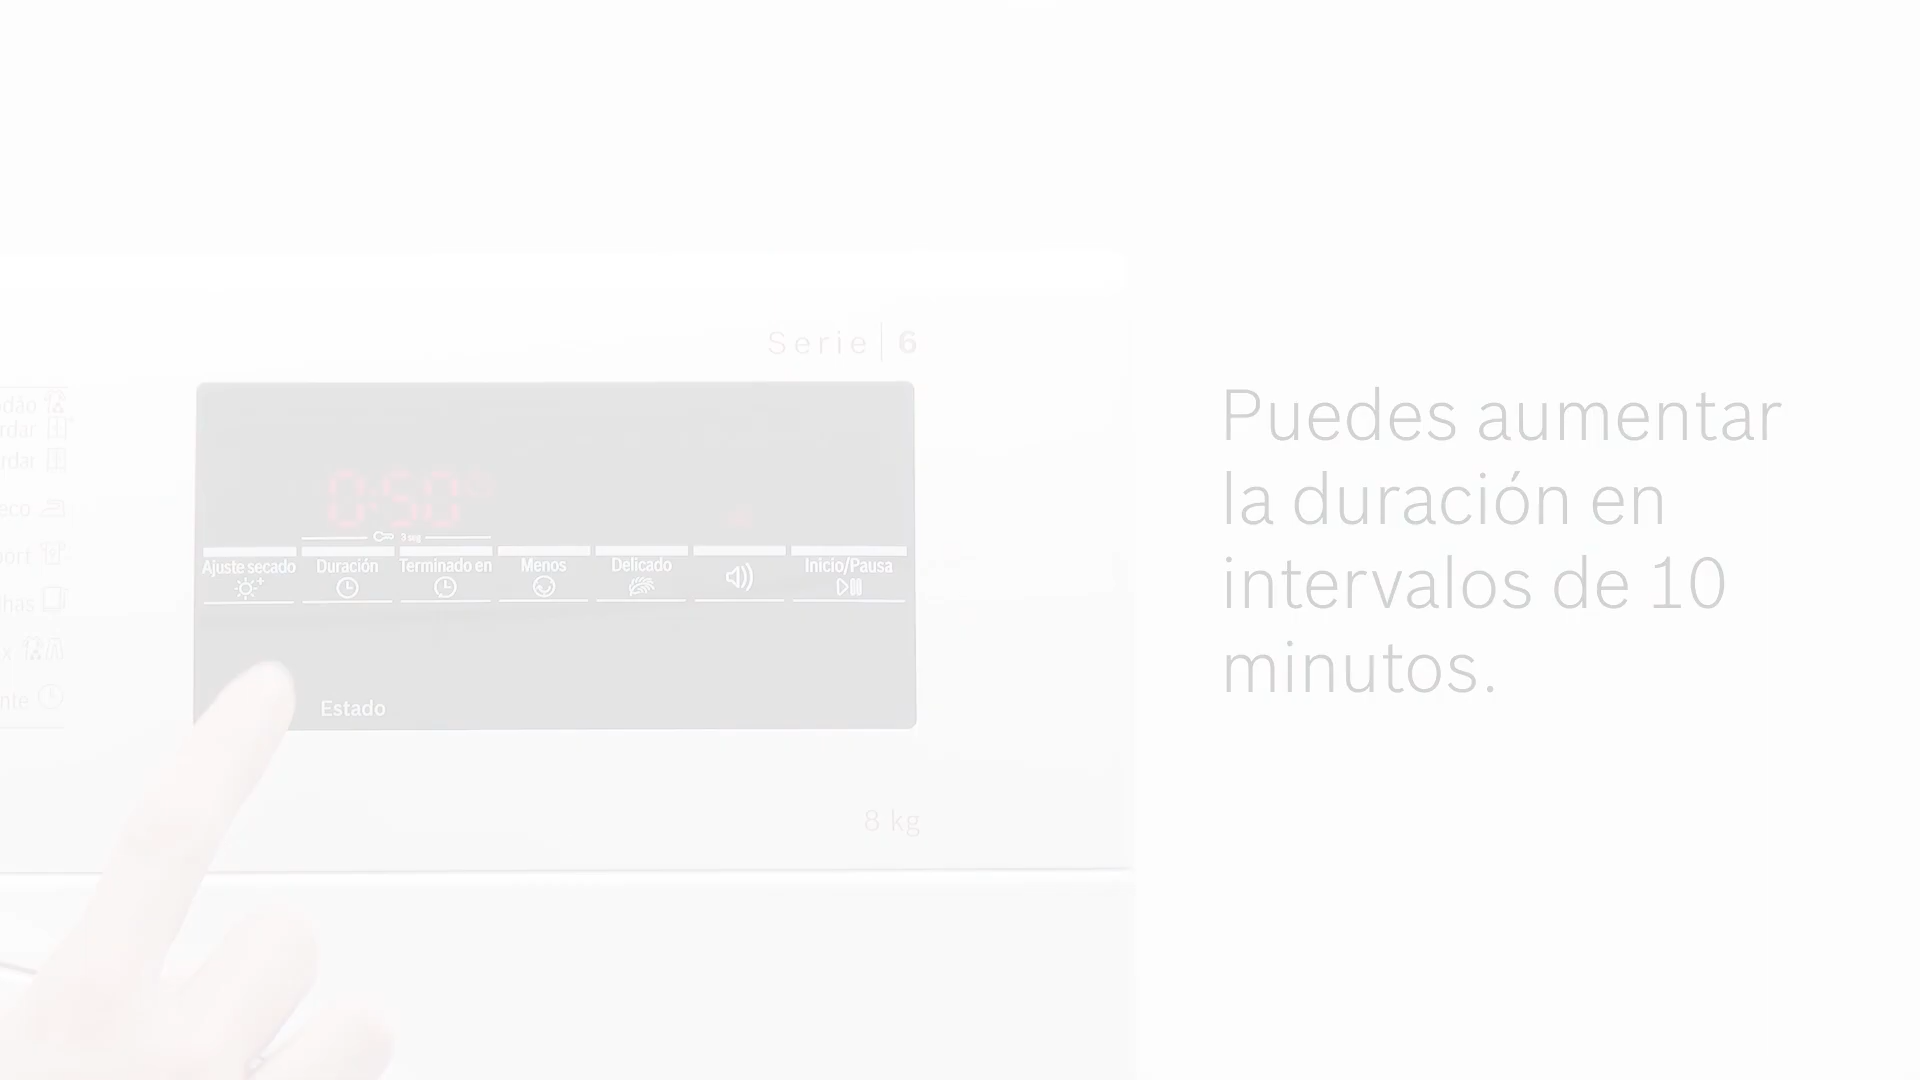 Serie | 6
0:50
3 seg
Ajuste secado Duración Terminado en Menos Delicado Inicio/Pausa
Estado
8 kg
Puedes aumentar
la duración en
intervalos de 10
minutos.